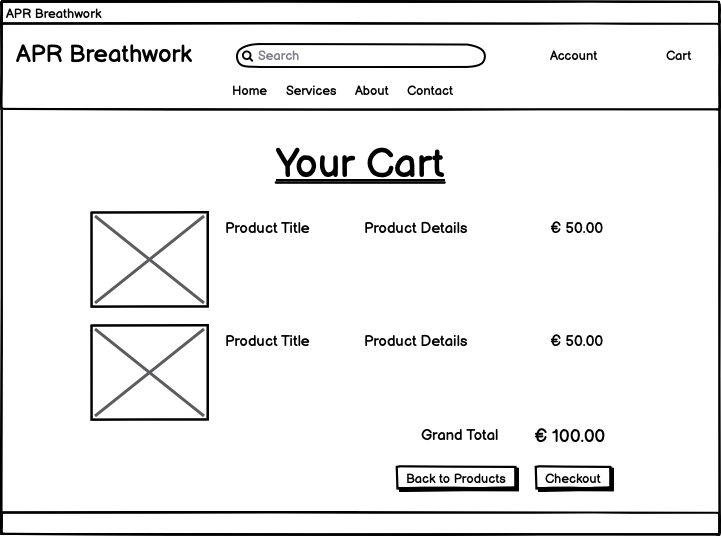 APR Breathwork
APR Breathwork
Search
Account
Cart
Home Services About Contact
Your Cart
Product Title Product Details € 50.00
Product Title Product Details € 50.00
Grand Total € 100.00
Back to Products Checkout